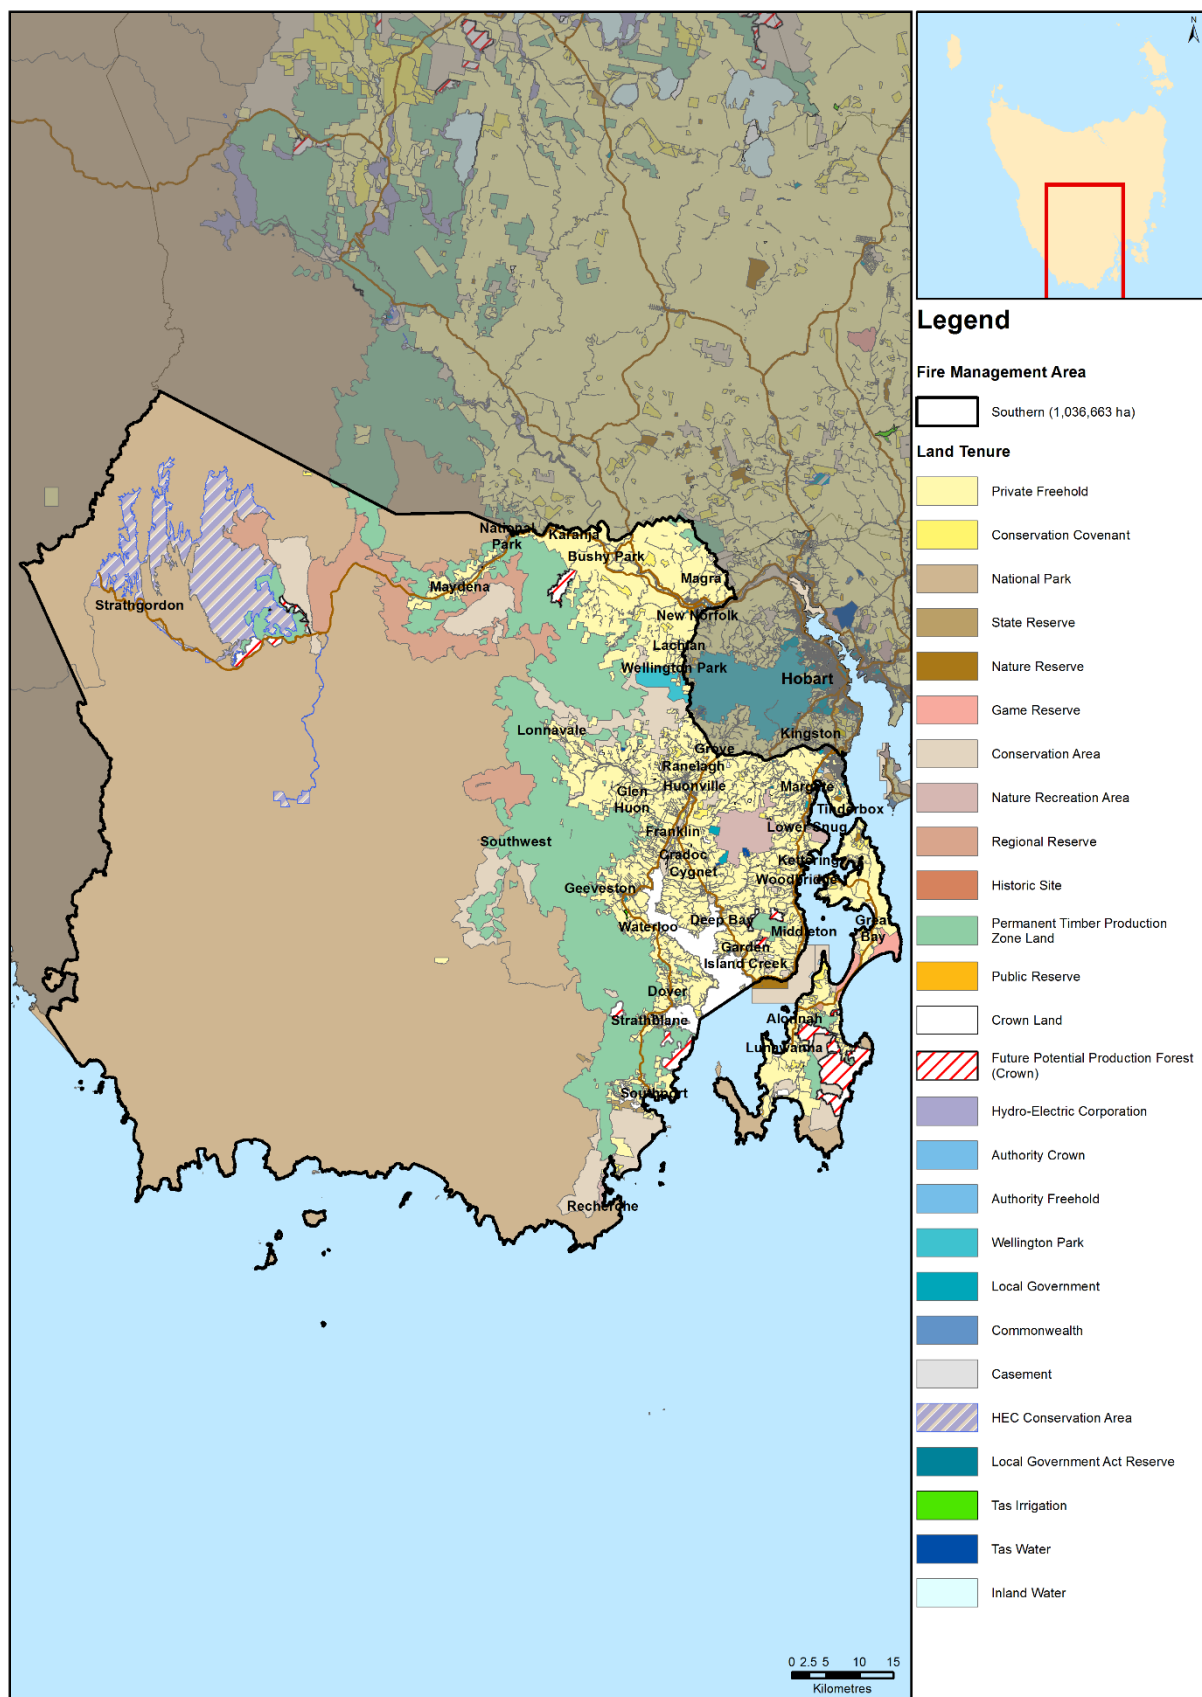 N
Legend
Fire Management Area
Southern (1,036,663 ha)
Land Tenure
Private Freehold
Conservation Covenant
National Park
State Reserve
Nature Reserve
Game Reserve
Conservation Area
Nature Recreation Area
Regional Reserve
Historic Site
Permanent Timber Production
Zone Land
Public Reserve
Crown Land
Future Potential Production Forest
(Crown)
Hydro-Electric Corporation
Authority Crown
Authority Freehold
Wellington Park
Local Government
Commonwealth
Casement
HEC Conservation Area
Local Government Act Reserve
Tas Irrigation
Tas Water
Inland Water
National
Park
Karanja
Bushy Park
Magra
Maydena
Strathgordon
New Norfolk
Lachlan
Wellington Park
Hobart
Lonnavale
Kingston
Grove
Ranelagh
Huonville
Glen
Huon
Margate
Tinderbox
Franklin
Lower Snug
Southwest
Cradoc
Cygnet
Kettering
Woodbridge
Geeveston
Deep Bay
Great
Bay
Waterloo
Middleton
Garden
Island Creek
Dover
Strathblane
Alonnah
Lunawanna
Southport
Recherche
0 2.5 5 10 15
Kilometres